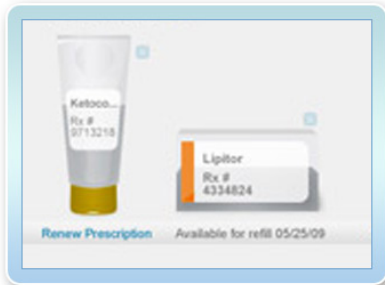 Ketoco...
Rx #
9713218
Lipitor
Rx #
4334824
Renew Prescription
Available for refill 05/25/09